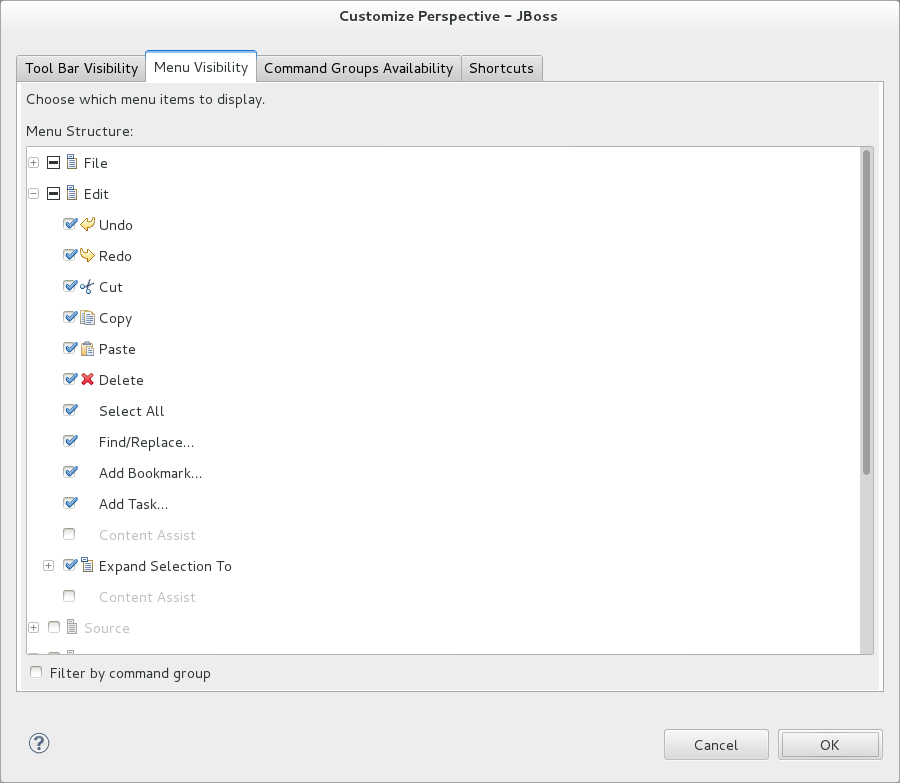 Customize Perspective – JBoss
Tool Bar Visibility Menu Visibility Command Groups Availability Shortcuts
Choose which menu items to display.
Menu Structure:
File
Edit
Undo
Redo
Cut
Copy
Paste
Delete
Select All
Find/Replace...
Add Bookmark...
Add Task...
Content Assist
Expand Selection To
Content Assist
Source
Filter by command group
? Cancel OK